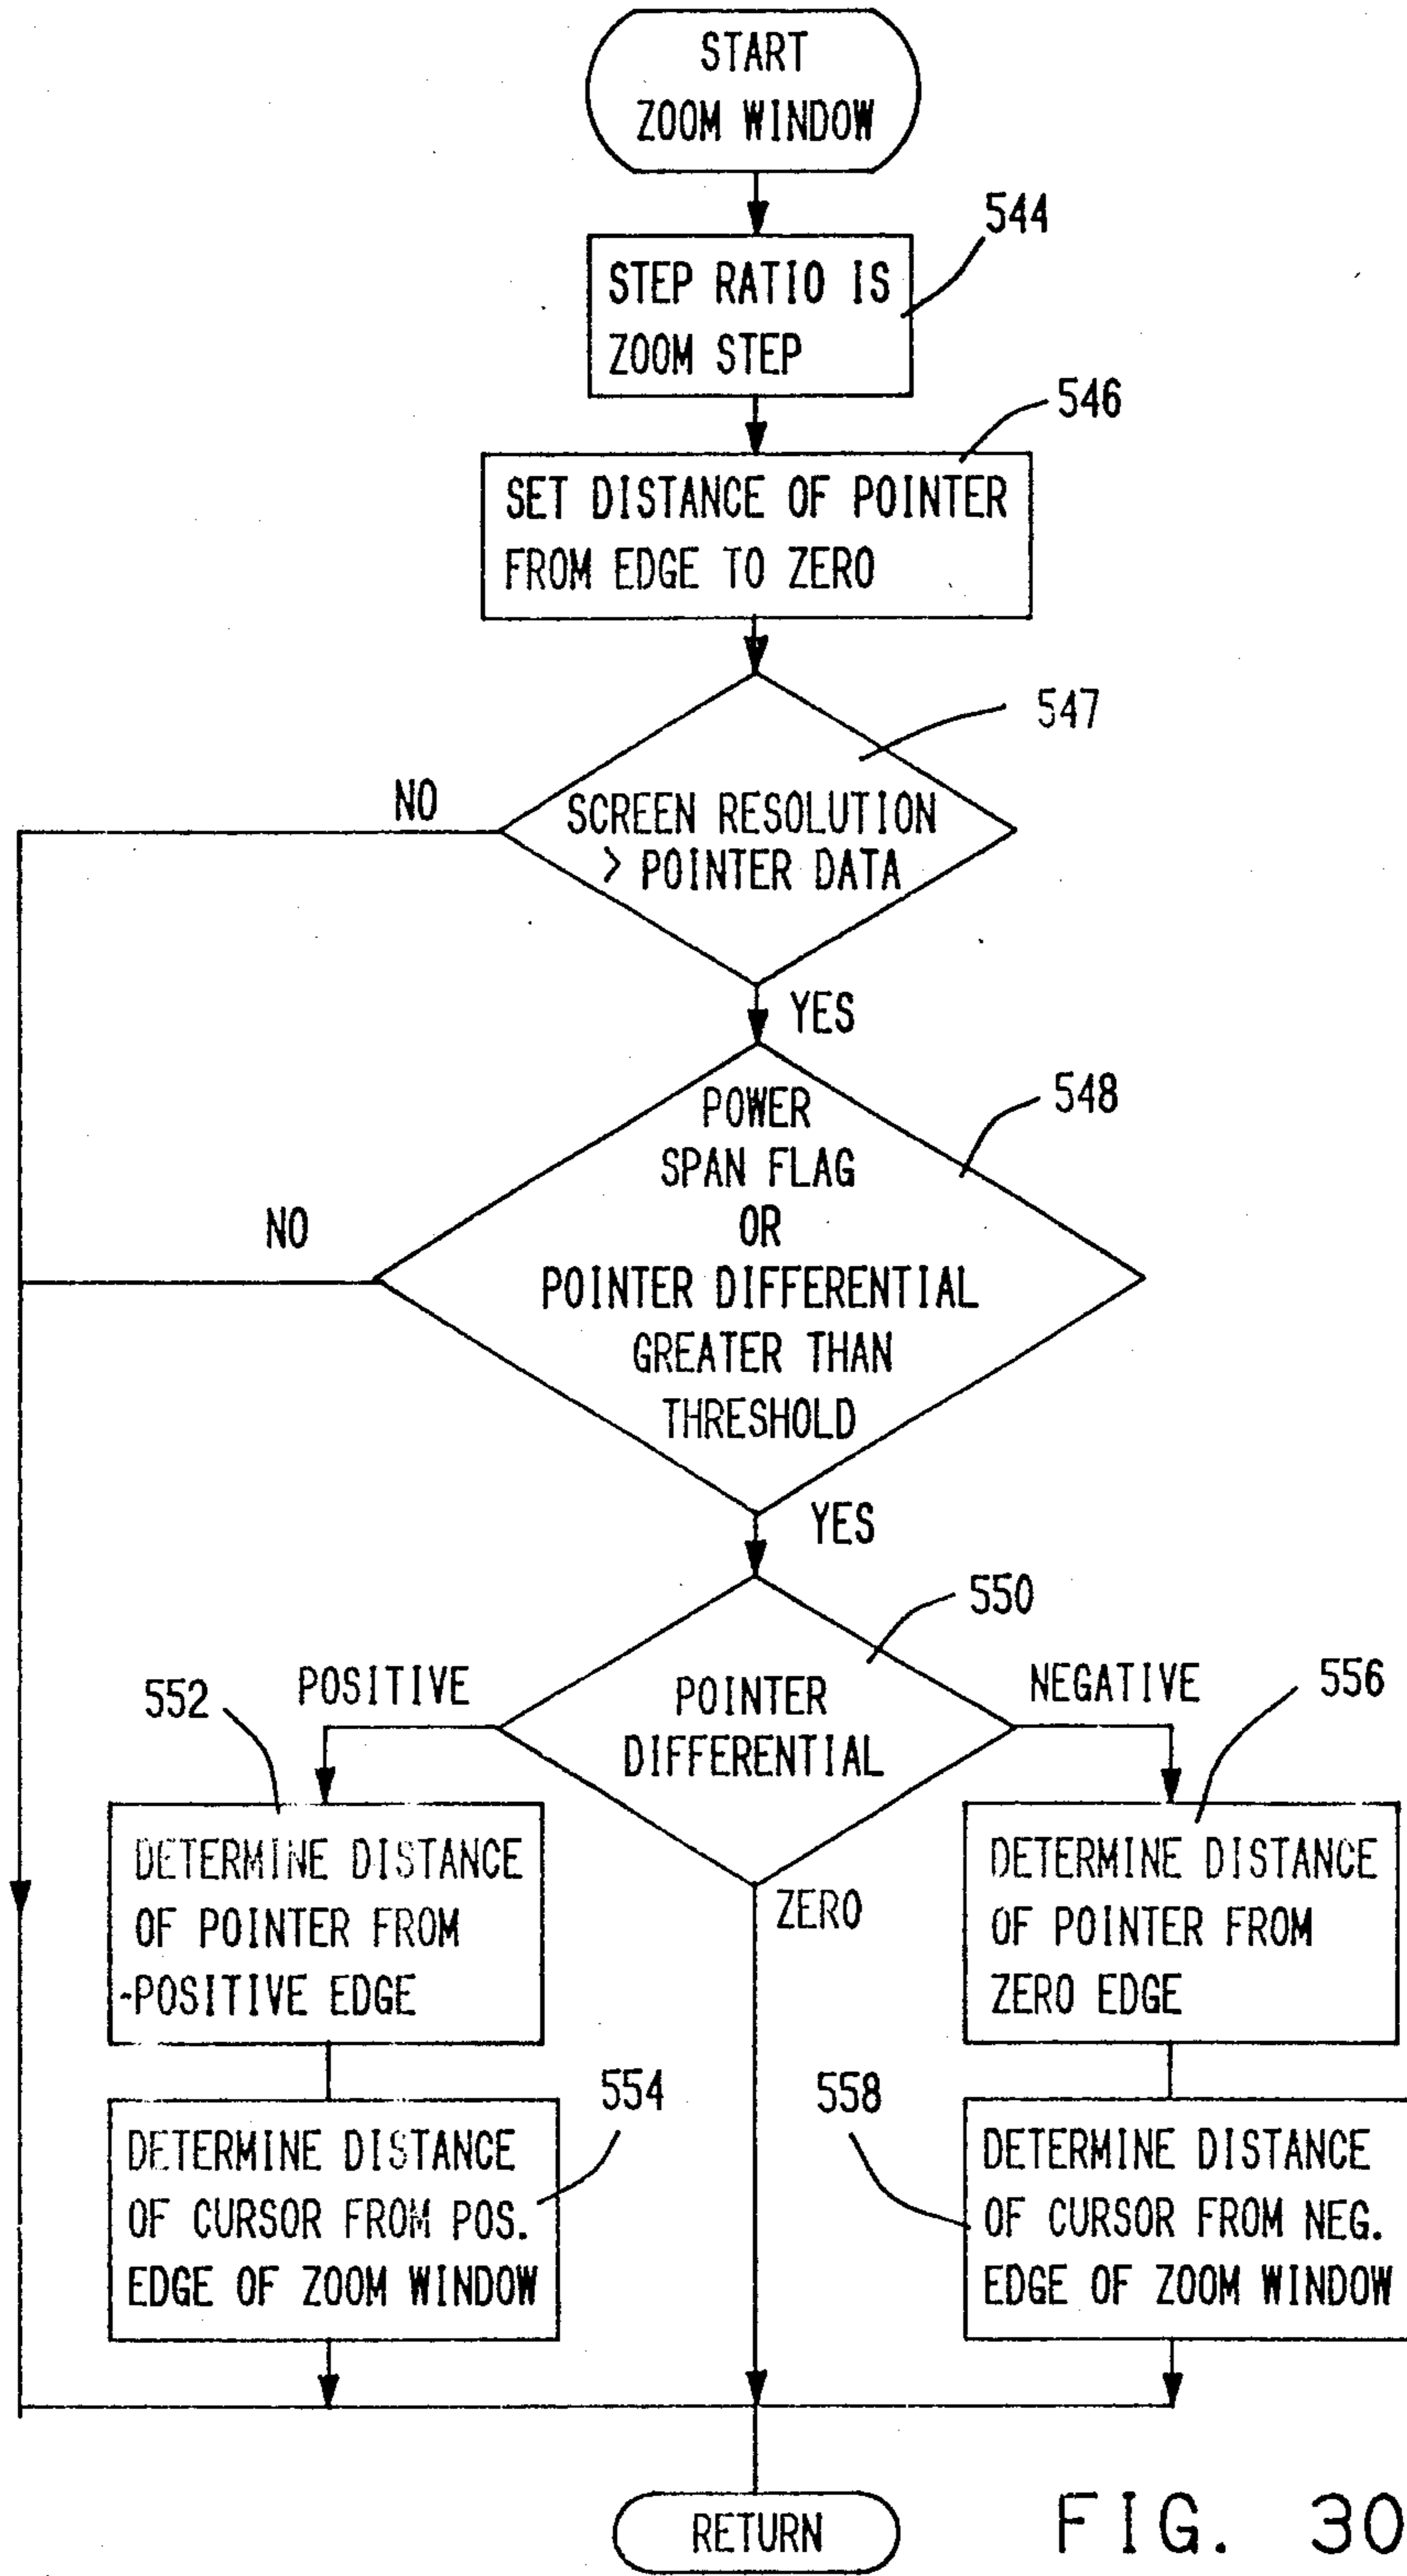 START
ZOOM WINDOW
544
STEP RATIO IS
ZOOM STEP
546
SET DISTANCE OF POINTER
FROM EDGE TO ZERO
547
NO
SCREEN RESOLUTION
> POINTER DATA
YES
548
POWER
SPAN FLAG
OR
POINTER DIFFERENTIAL
GREATER THAN
THRESHOLD
NO
YES
550
POSITIVE
POINTER
DIFFERENTIAL
NEGATIVE
ZERO
552
DETERMINE DISTANCE
OF POINTER FROM
POSITIVE EDGE
556
DETERMINE DISTANCE
OF POINTER FROM
ZERO EDGE
554
DETERMINE DISTANCE
OF CURSOR FROM POS.
EDGE OF ZOOM WINDOW
558
DETERMINE DISTANCE
OF CURSOR FROM NEG.
EDGE OF ZOOM WINDOW
RETURN
FIG. 30